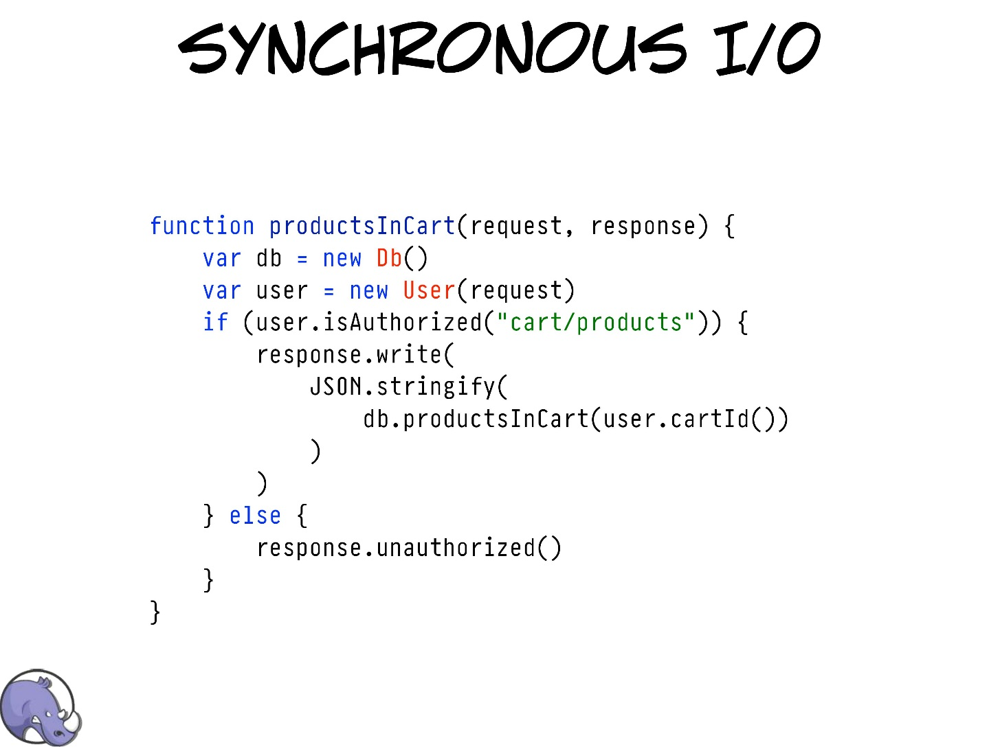 SYNCHRONOUS I/O
function productsInCart(request, response) {
    var db = new Db()
    var user = new User(request)
    if (user.isAuthorized("cart/products")) {
        response.write(
            JSON.stringify(
                db.productsInCart(user.cartId())
            )
        )
    } else {
        response.unauthorized()
    }
}